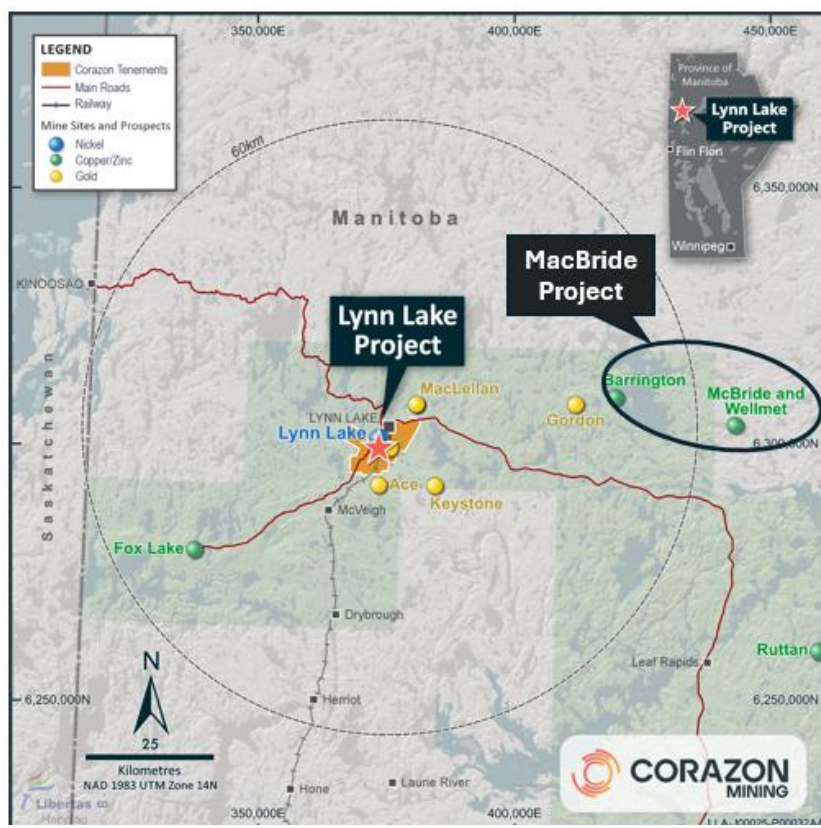 350,000E
400,000E
450,000E
LEGEND
Corazon Tenements
Main Roads
Railway
Mine Sites and Prospects
Nickel
Copper/Zinc
Gold
Province of
Manitoba
Lynn Lake
Project
Flin Flon
Winnipeg
60km
6,350,000N
Manitoba
MacBride
Project
KINOOSAO
Lynn Lake
Project
Saskatchewan
MacLellan
Barrington
McBride and
Wellmet
LYNN LAKE
Gordon
Lynn Lake
6,300,000N
Ace
Keystone
McVeigh
Fox Lake
Drybrough
Leaf Rapids
Ruttan
N
6,250,000N
Herriot
6,250,000N
25
Kilometres
NAD 1983 UTM Zone 14N
Hone
Laurie River
CORAZON
MINING
Libertas
350,000E
400,000E